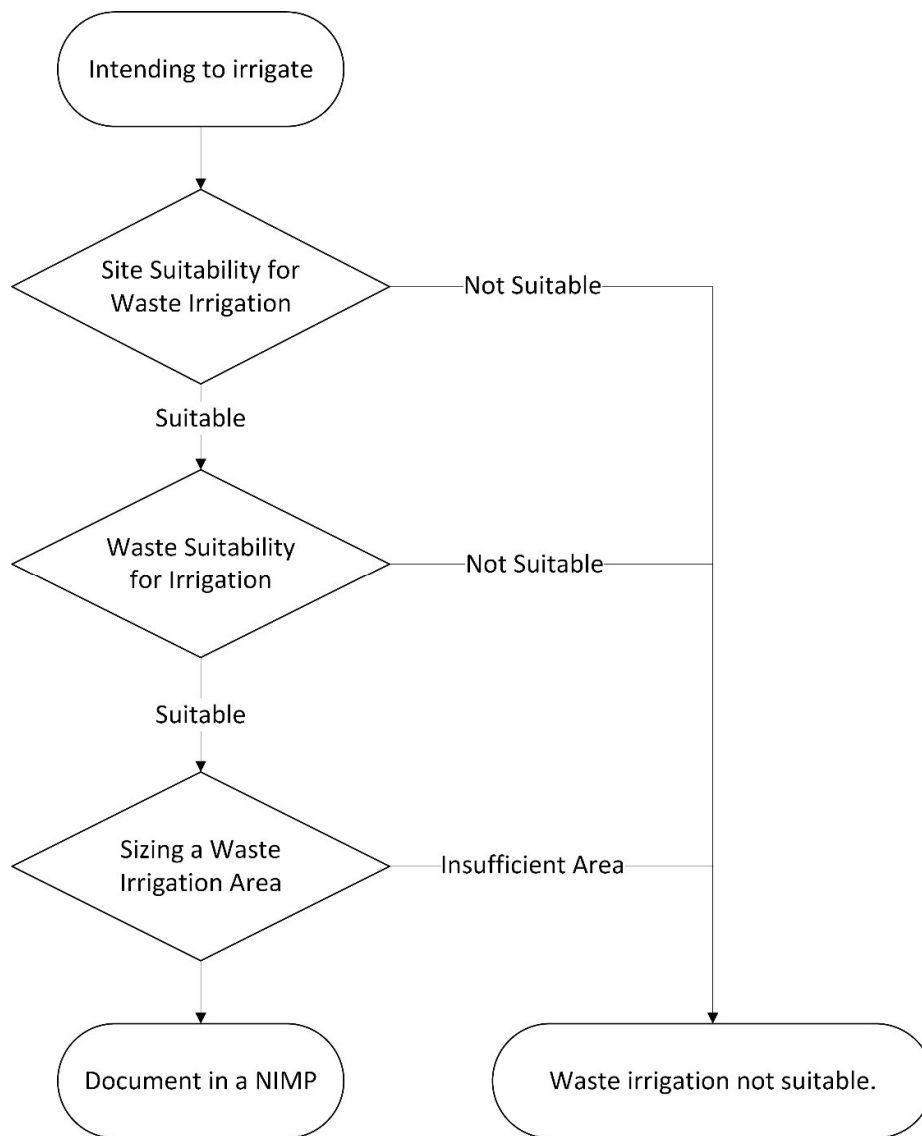 Intending to irrigate
Site Suitability for
Waste Irrigation
Not Suitable
Suitable
Waste Suitability
for Irrigation
Not Suitable
Suitable
Sizing a Waste
Irrigation Area
Insufficient Area
Document in a NIMP
Waste irrigation not suitable.